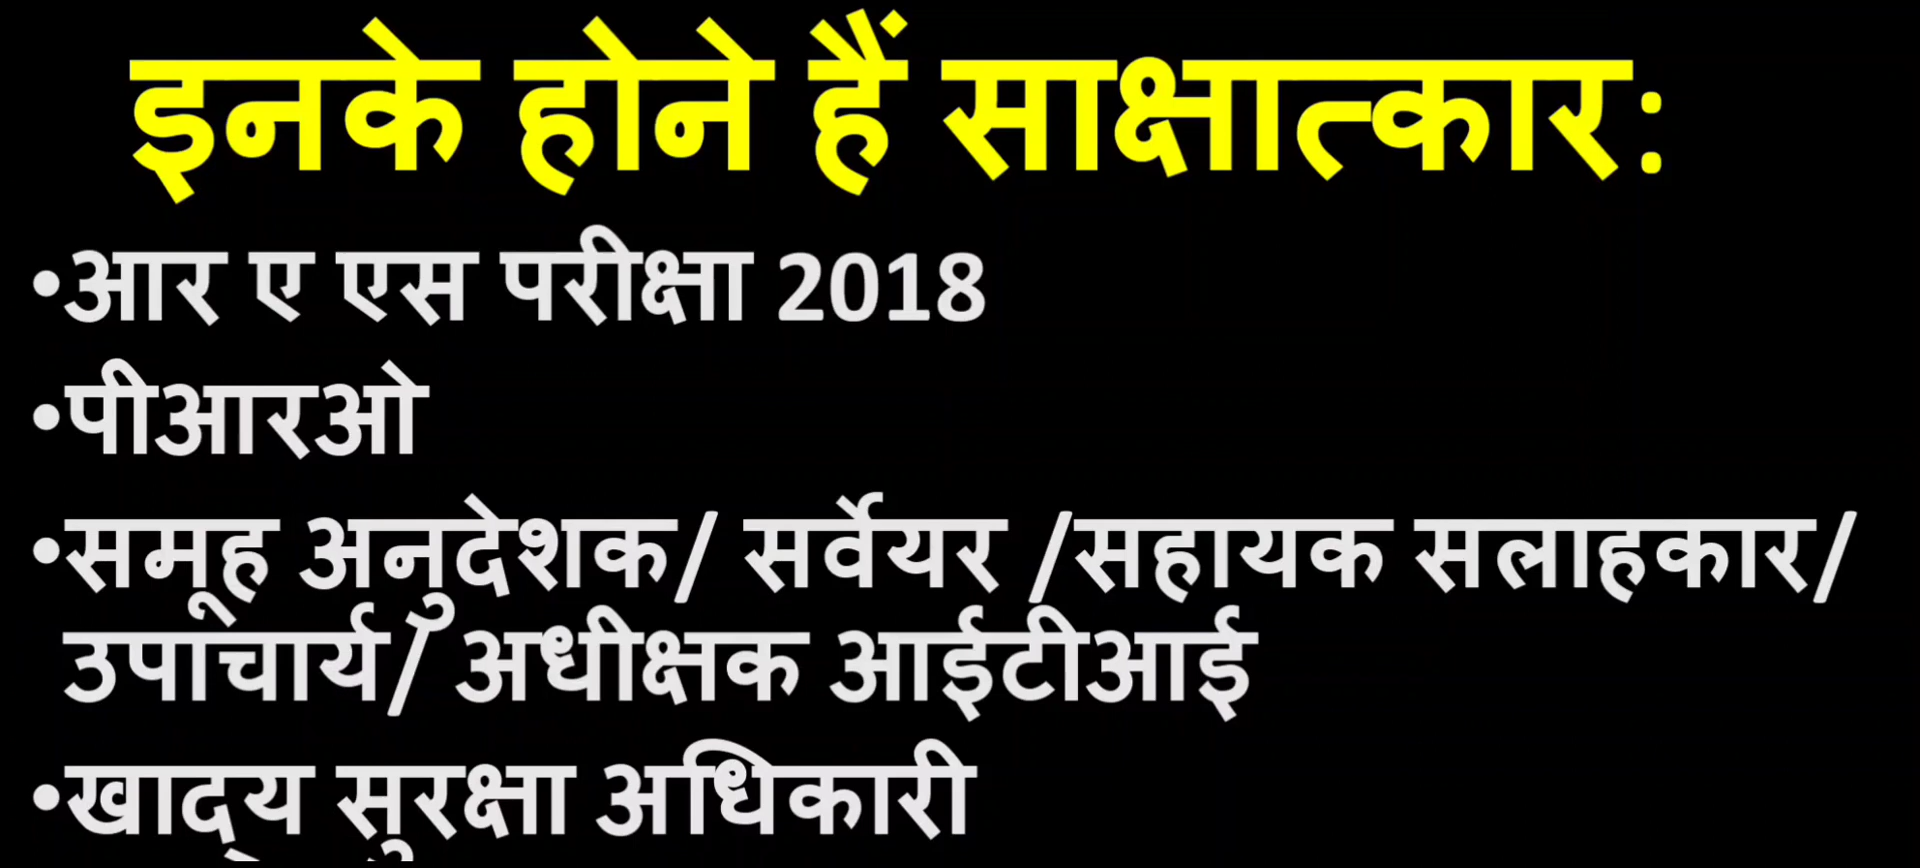 इनके होने हैं साक्षात्कार:
•आर ए एस परीक्षा 2018
•पीआरओ
•समूह अनुदेशक/ सर्वेयर /सहायक सलाहकार/
उपाचार्य/ अधीक्षक आईटीआई
•खाद्य सुरक्षा अधिकारी